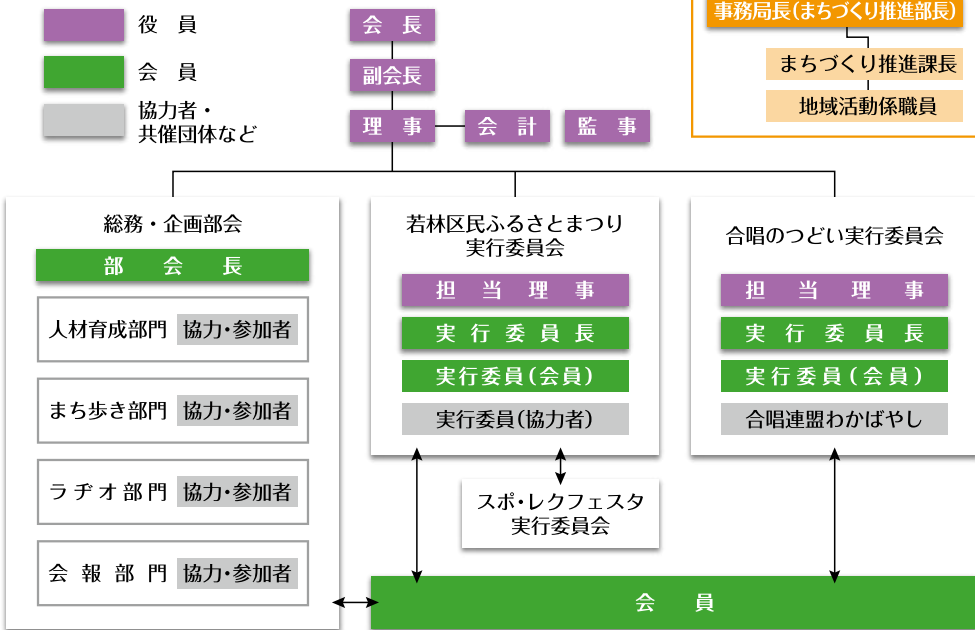 役員
会員
協力者・
共催団体など
会長
副会長
理事
会計
監事
事務局長(まちづくり推進部長)
まちづくり推進課長
地域活動係職員
総務・企画部会
部会長
人材育成部門 協力・参加者
まち歩き部門 協力・参加者
ラヂオ部門 協力・参加者
会報部門 協力・参加者
若林区民ふるさとまつり
実行委員会
担当理事
実行委員長
実行委員(会員)
実行委員(協力者)
スポ・レクフェスタ
実行委員会
合唱のつどい実行委員会
担当理事
実行委員長
実行委員(会員)
合唱連盟わかばやし
会員